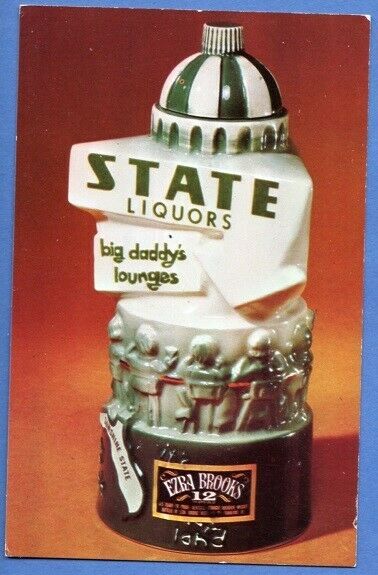 STATE
LIQUORS
big daddy's
lounges
SUNSHINE STATE
EZRA BROOKS
12